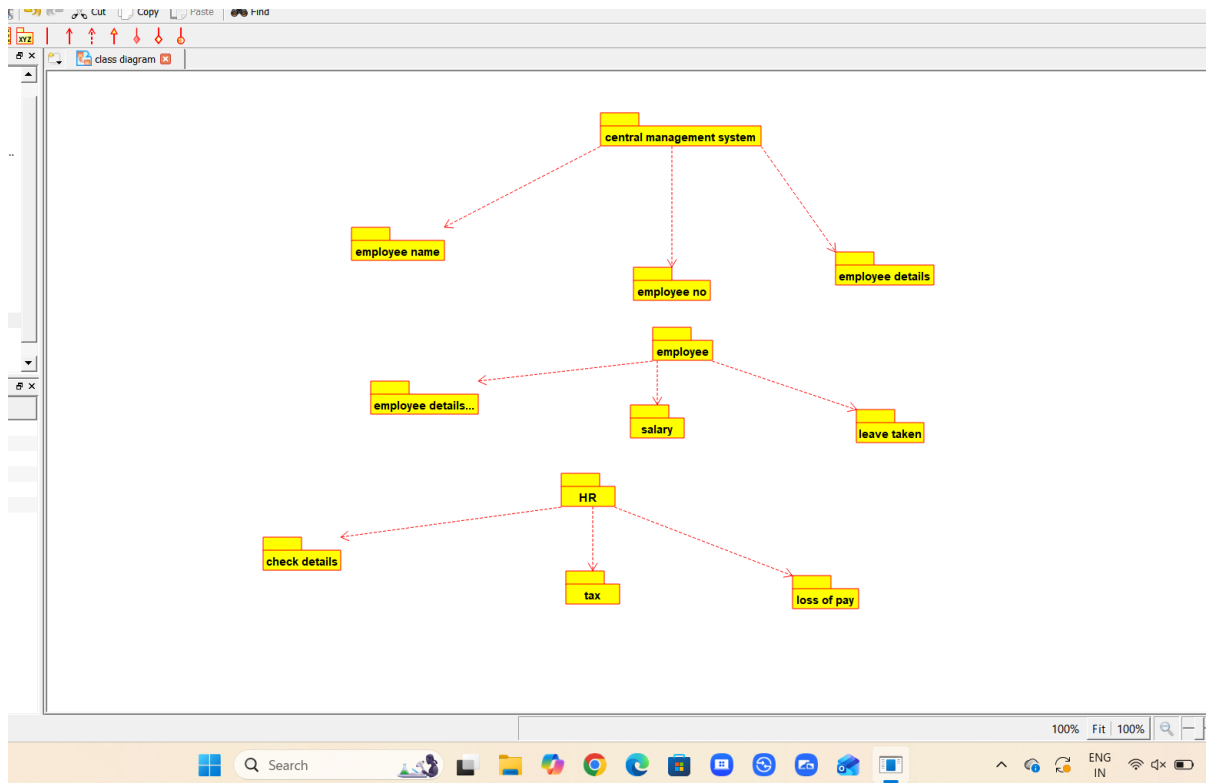 Cut Copy Paste Find
XYZ
class diagram
..
central management system
employee name
employee details
employee no
employee
employee details...
salary
leave taken
HR
check details
tax
loss of pay
100% Fit 100%
Search
ENG
IN